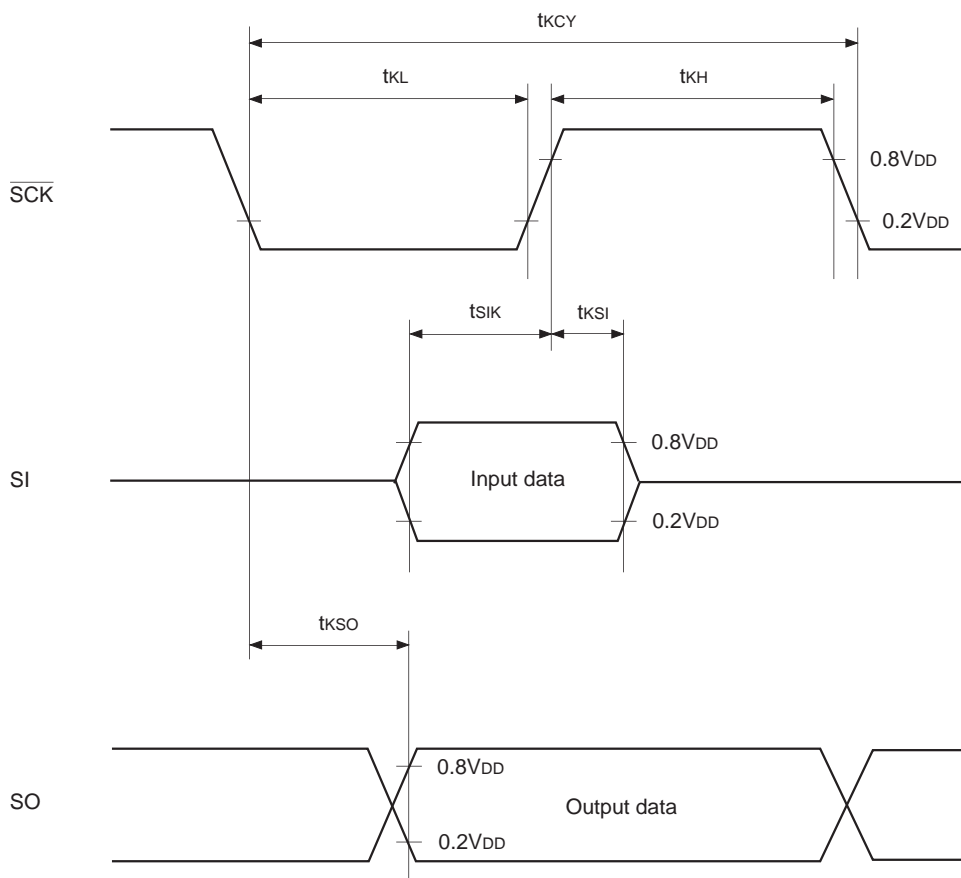 tKCY
tKL
tKH
SCK
0.8VDD
0.2VDD
tSIK
tKSI
SI
Input data
0.8VDD
0.2VDD
tKSO
SO
0.8VDD
Output data
0.2VDD